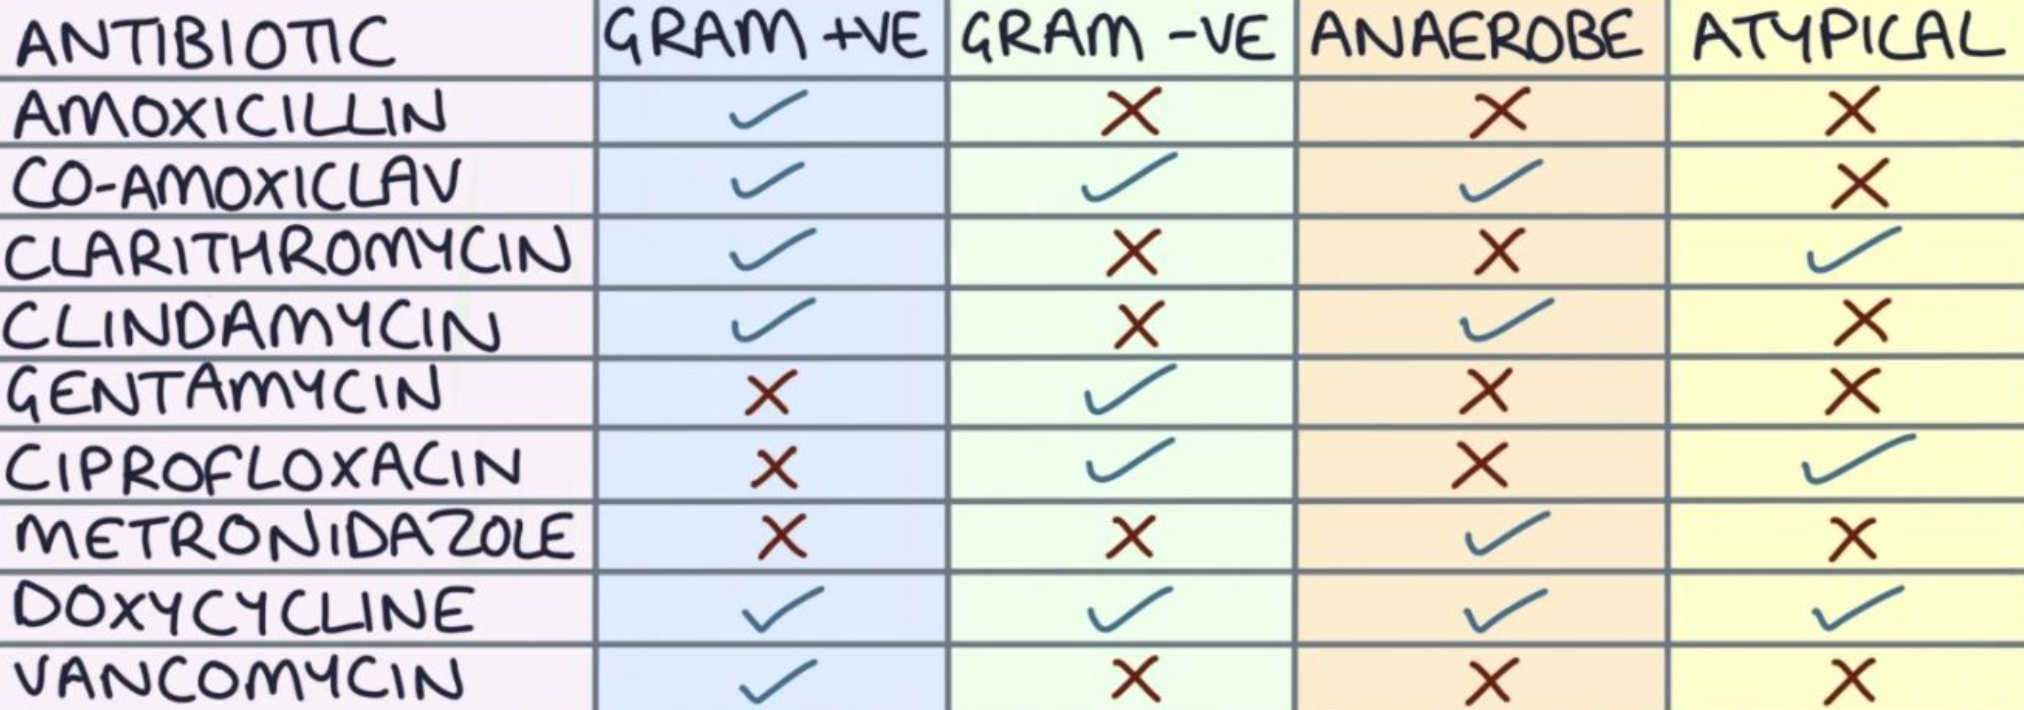 ANTIBIOTIC GRAM +VE GRAM -VE ANAEROBE ATYPICAL
AMOXICILLIN ✓ ✗ ✗ ✗
CO-AMOXICLAV ✓ ✓ ✓ ✗
CLARITHROMYCIN ✓ ✗ ✗ ✓
CLINDAMYCIN ✓ ✗ ✓ ✗
GENTAMYCIN ✗ ✓ ✗ ✗
CIPROFLOXACIN ✗ ✓ ✗ ✓
METRONIDAZOLE ✗ ✗ ✓ ✗
DOXYCYCLINE ✓ ✓ ✓ ✓
VANCOMYCIN ✓ ✗ ✗ ✗